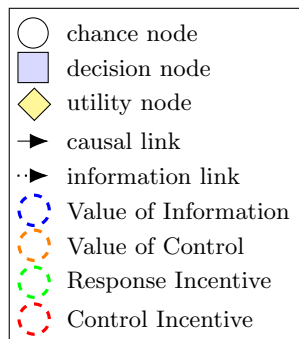 chance node
decision node
utility node
causal link
information link
Value of Information
Value of Control
Response Incentive
Control Incentive